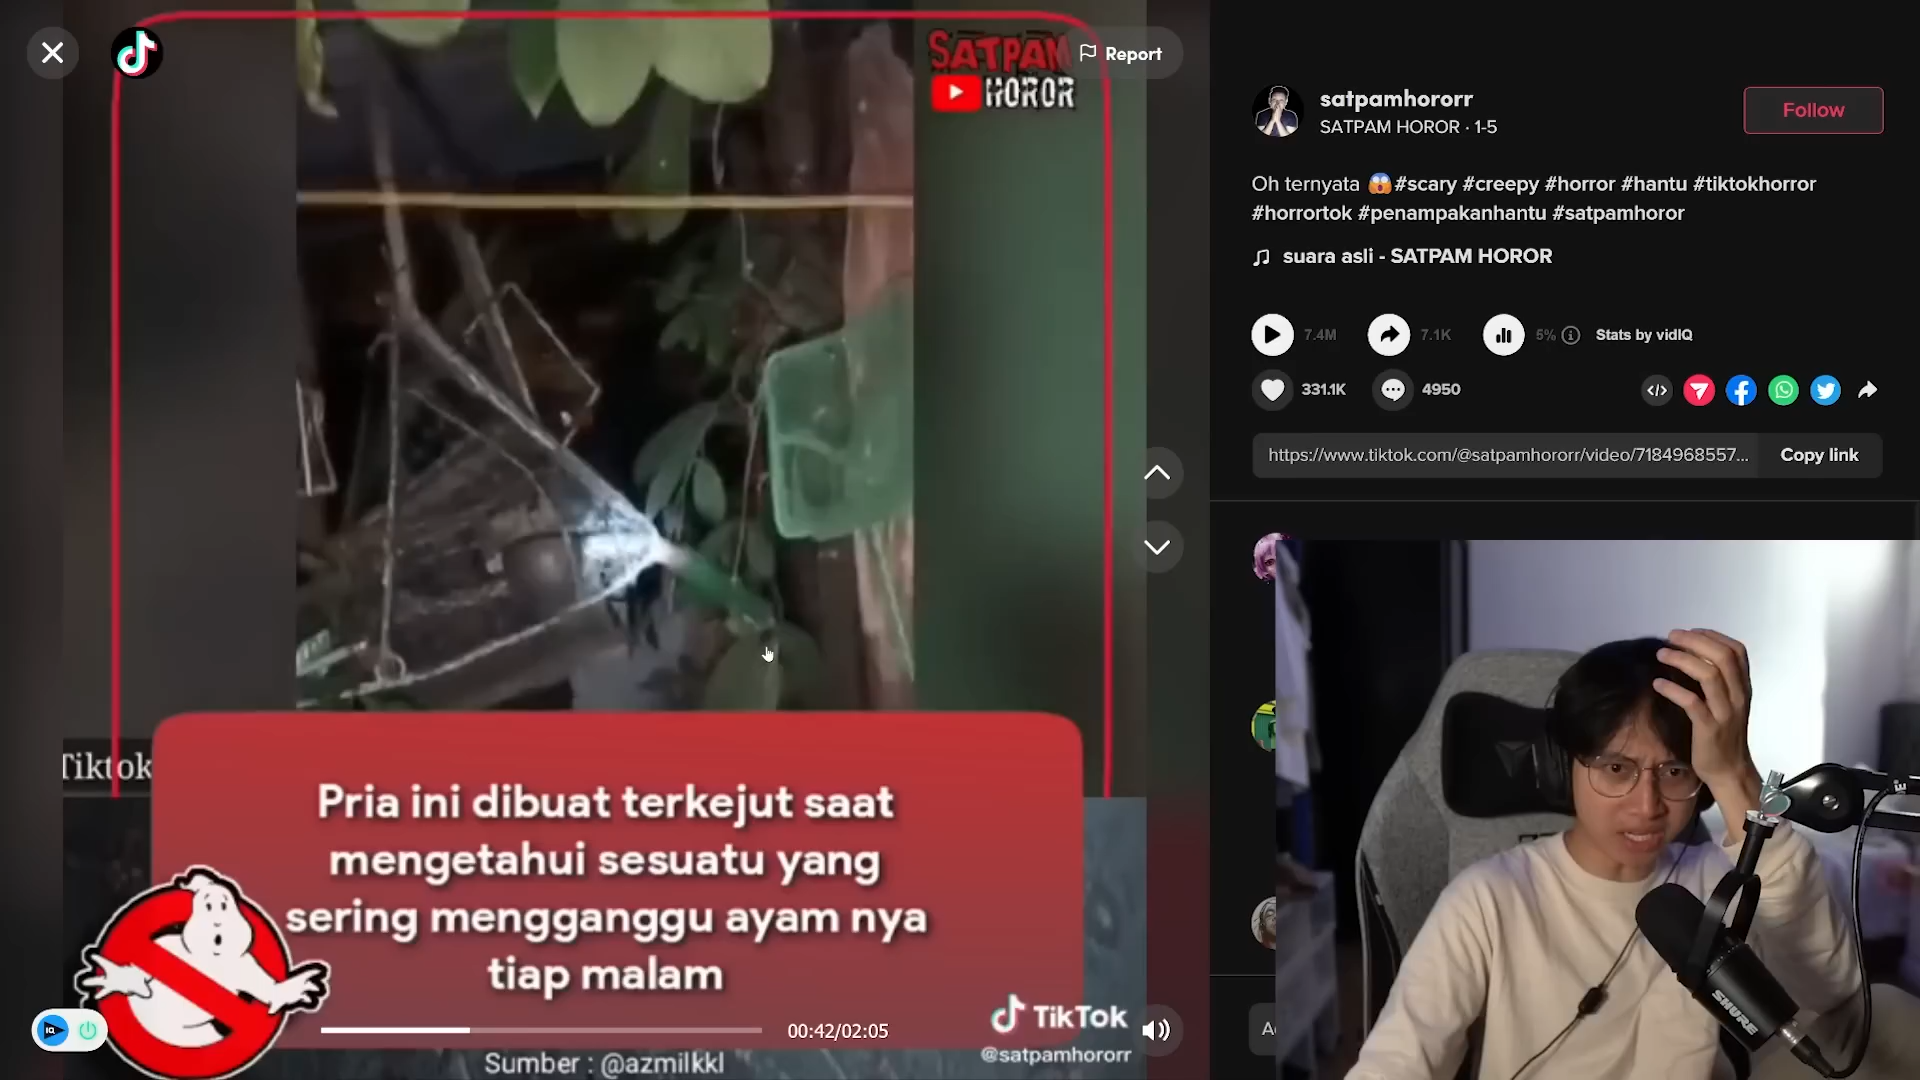 SATPAM
HOROR
Report
satpamhororr
SATPAM HOROR · 1-5
Follow
Oh ternyata 😱#scary #creepy #horror #hantu #tiktokhorror
#horrortok #penampakanhantu #satpamhoror
suara asli - SATPAM HOROR
7.4M
7.1K
5%
Stats by vidIQ
331.1K
4950
https://www.tiktok.com/@satpamhororr/video/7184968557...
Copy link
Tiktok
Pria ini dibuat terkejut saat
mengetahui sesuatu yang
sering mengganggu ayam nya
tiap malam
00:42/02:05
TikTok
@satpamhororr
Sumber : @azmilkkl
SHURE